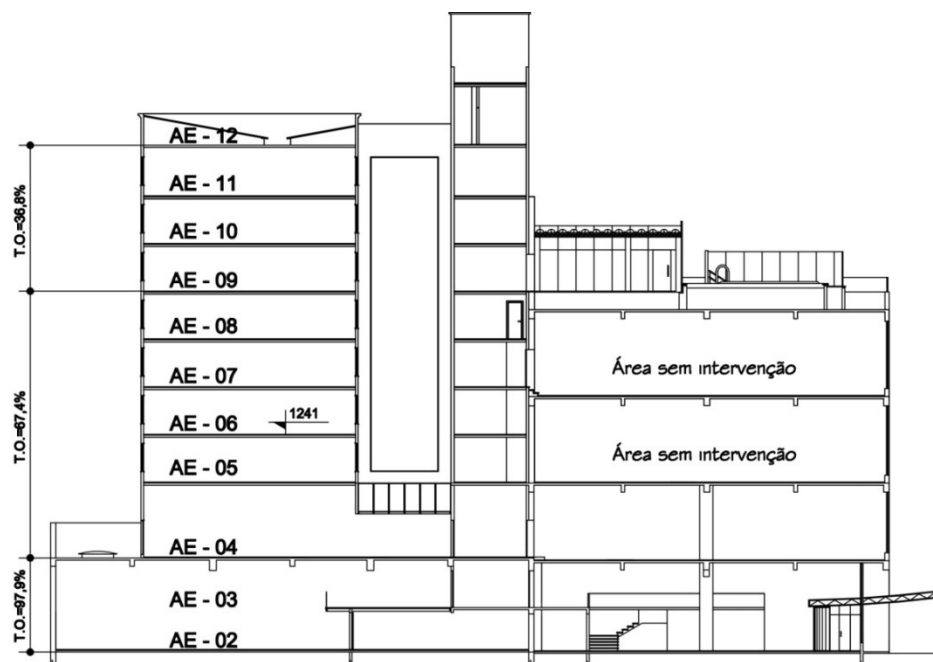 AE - 12
AE - 11
AE - 10
AE - 09
AE - 08
AE - 07
AE - 06
1241
AE - 05
AE - 04
AE - 03
AE - 02
T.O.=36,8%
T.O.=67,4%
T.O.=97,9%
Área sem intervenção
Área sem intervenção